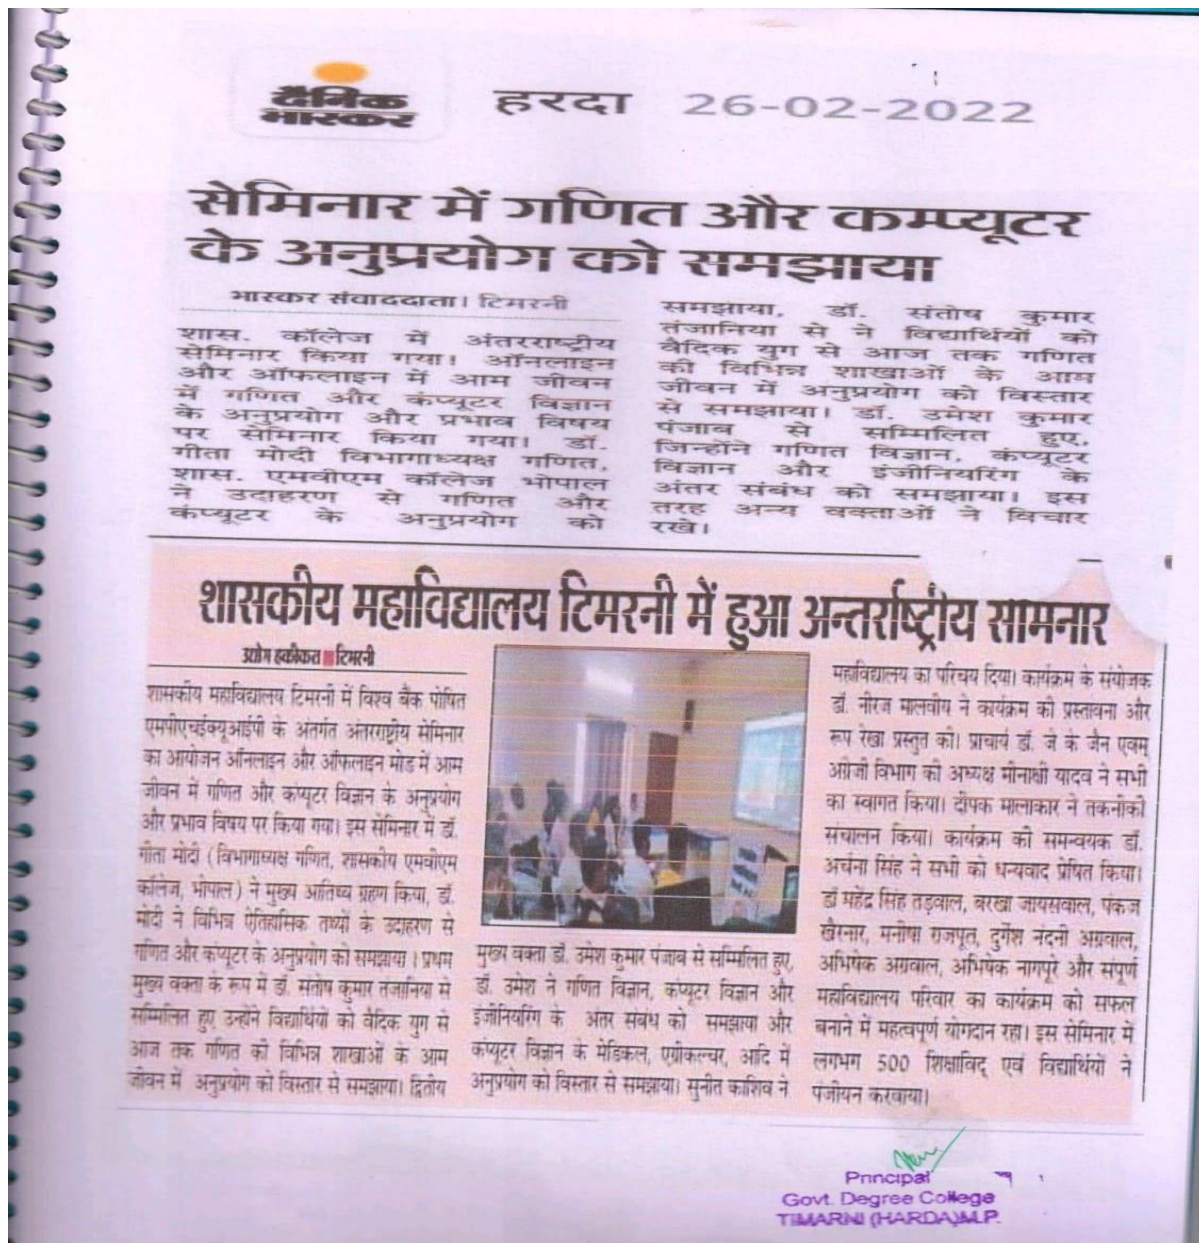 दैनिक
भास्कर
हरदा 26-02-2022
सेमिनार में गणित और कम्प्यूटर
के अनुप्रयोग को समझाया
भास्कर संवाददाता। टिमरनी
शास. कॉलेज में अंतरराष्ट्रीय
सेमिनार किया गया। ऑनलाइन
और ऑफलाइन में आम जीवन
में गणित और कंप्यूटर विज्ञान
के अनुप्रयोग और प्रभाव विषय
पर सेमिनार किया गया। डॉ.
गीता मोदी विभागाध्यक्ष गणित,
शास. एमवीएम कॉलेज भोपाल
ने उदाहरण से गणित और
कंप्यूटर के अनुप्रयोग को
समझाया, डॉ. संतोष कुमार
तंजानिया से ने विद्यार्थियों को
वैदिक युग से आज तक गणित
की विभिन्न शाखाओं के आम
जीवन में अनुप्रयोग को विस्तार
से समझाया। डॉ. उमेश कुमार
पंजाब से सम्मिलित हुए,
जिन्होंने गणित विज्ञान, कंप्यूटर
विज्ञान और इंजीनियरिंग के
अंतर संबंध को समझाया। इस
तरह अन्य वक्ताओं ने विचार
रखे।
शासकीय महाविद्यालय टिमरनी में हुआ अन्तर्राष्ट्रीय सामनार
उद्योग हकीकत टिमरनी
शासकीय महाविद्यालय टिमरनी में विश्व बैंक पोषित
एमपीएचईक्यूआईपी के अंतर्गत अंतरराष्ट्रीय सेमिनार
का आयोजन ऑनलाइन और ऑफलाइन मोड में आम
जीवन में गणित और कंप्यूटर विज्ञान के अनुप्रयोग
और प्रभाव विषय पर किया गया। इस सेमिनार में डॉ.
गीता मोदी (विभागाध्यक्ष गणित, शासकीय एमवीएम
कॉलेज, भोपाल) ने मुख्य आतिथ्य ग्रहण किया, डॉ.
मोदी ने विभिन्न ऐतिहासिक तथ्यों के उदाहरण से
गणित और कंप्यूटर के अनुप्रयोग को समझाया। प्रथम
मुख्य वक्ता के रूप में डॉ. संतोष कुमार तंजानिया से
सम्मिलित हुए उन्होंने विद्यार्थियों को वैदिक युग से
आज तक गणित की विभिन्न शाखाओं के आम
जीवन में अनुप्रयोग को विस्तार से समझाया। द्वितीय
मुख्य वक्ता डॉ. उमेश कुमार पंजाब से सम्मिलित हुए,
डॉ. उमेश ने गणित विज्ञान, कंप्यूटर विज्ञान और
इंजीनियरिंग के अंतर संबंध को समझाया और
कंप्यूटर विज्ञान के मेडिकल, एग्रीकल्चर, आदि में
अनुप्रयोग को विस्तार से समझाया। सुनीत काशिव ने
महाविद्यालय का परिचय दिया। कार्यक्रम के संयोजक
डॉ. नीरज मालवीय ने कार्यक्रम की प्रस्तावना और
रूप रेखा प्रस्तुत की। प्राचार्य डॉ. जे के जैन एवम्
अंग्रेजी विभाग की अध्यक्ष मीनाक्षी यादव ने सभी
का स्वागत किया। दीपक मालाकार ने तकनीकी
संचालन किया। कार्यक्रम की समन्वयक डॉ.
अर्चना सिंह ने सभी को धन्यवाद प्रेषित किया।
डॉ महेंद्र सिंह तड़वाल, बरखा जायसवाल, पंकज
खैरनार, मनीषा राजपूत, दुर्गेश नंदनी अग्रवाल,
अभिषेक अग्रवाल, अभिषेक नागपूरे और संपूर्ण
महाविद्यालय परिवार का कार्यक्रम को सफल
बनाने में महत्वपूर्ण योगदान रहा। इस सेमिनार में
लगभग 500 शिक्षाविद् एवं विद्यार्थियों ने
पंजीयन करवाया।
Principal
Govt. Degree College
TIMARNI (HARDA)M.P.